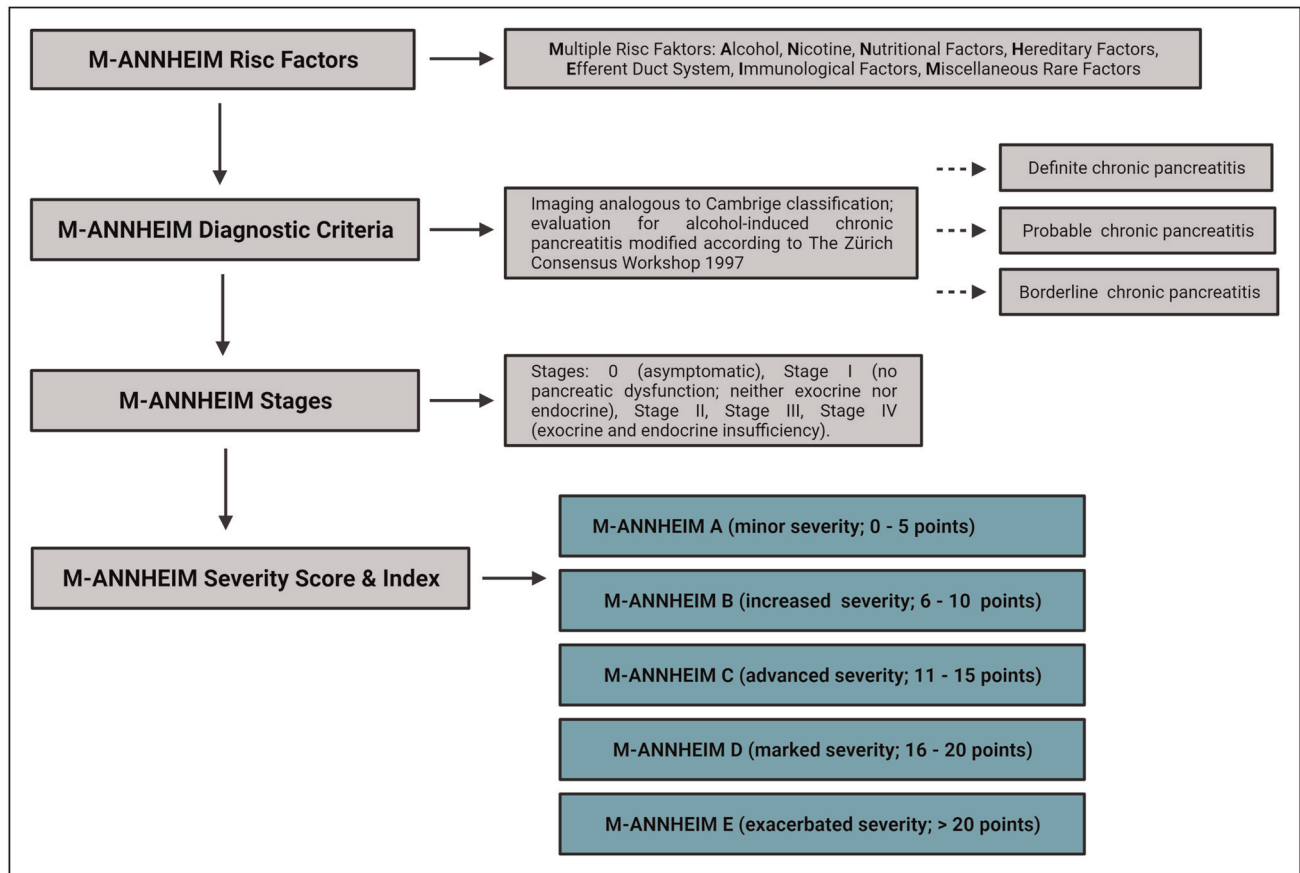 M-ANNHEIM Risc Factors
Multiple Risc Faktors: Alcohol, Nicotine, Nutritional Factors, Hereditary Factors,
Efferent Duct System, Immunological Factors, Miscellaneous Rare Factors
M-ANNHEIM Diagnostic Criteria
Imaging analogous to Cambrige classification;
evaluation for alcohol-induced chronic
pancreatitis modified according to The Zürich
Consensus Workshop 1997
Definite chronic pancreatitis
Probable chronic pancreatitis
Borderline chronic pancreatitis
M-ANNHEIM Stages
Stages: 0 (asymptomatic), Stage I (no
pancreatic dysfunction; neither exocrine nor
endocrine), Stage II, Stage III, Stage IV
(exocrine and endocrine insufficiency).
M-ANNHEIM Severity Score & Index
M-ANNHEIM A (minor severity; 0 - 5 points)
M-ANNHEIM B (increased severity; 6 - 10 points)
M-ANNHEIM C (advanced severity; 11 - 15 points)
M-ANNHEIM D (marked severity; 16 - 20 points)
M-ANNHEIM E (exacerbated severity; > 20 points)